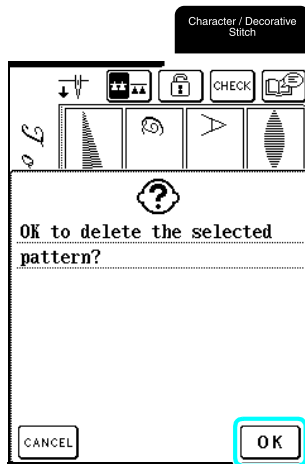 Character / Decorative
Stitch
CHECK
OK to delete the selected
pattern?
CANCEL
OK